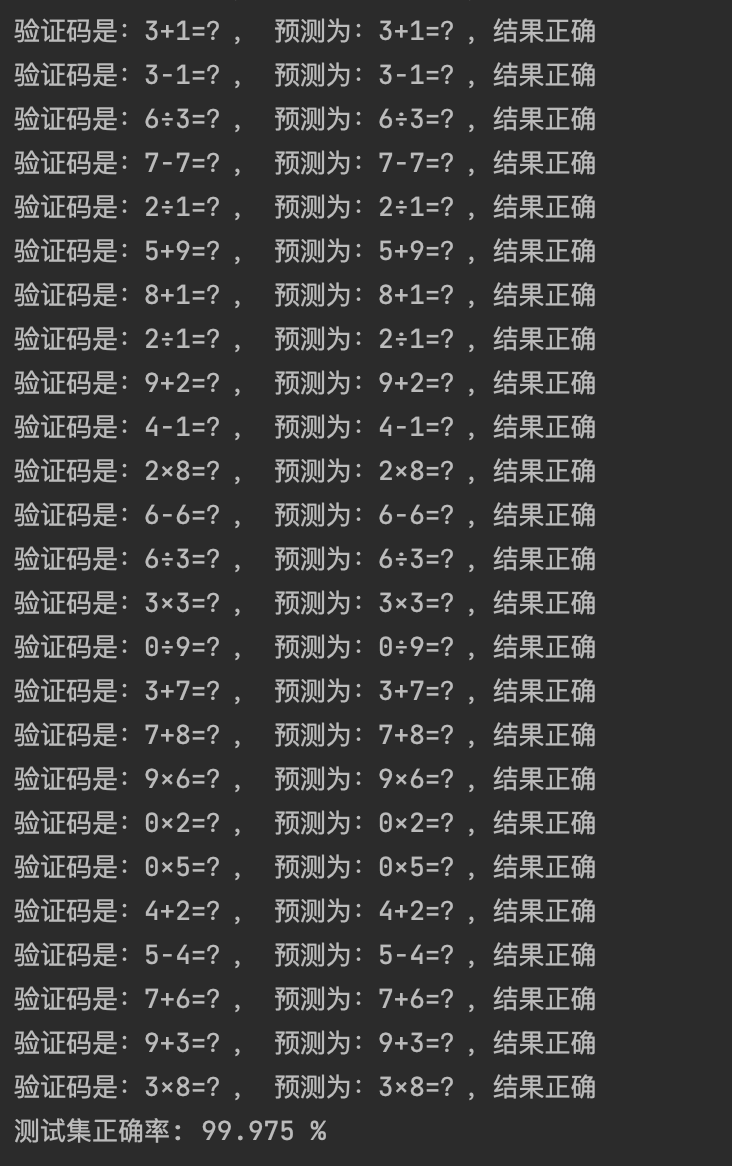 验证码是: 3+1=? ， 预测为: 3+1=? ，结果正确
验证码是: 3-1=? ， 预测为: 3-1=? ，结果正确
验证码是: 6÷3=? ， 预测为: 6÷3=? ，结果正确
验证码是: 7-7=? ， 预测为: 7-7=? ，结果正确
验证码是: 2÷1=? ， 预测为: 2÷1=? ，结果正确
验证码是: 5+9=? ， 预测为: 5+9=? ，结果正确
验证码是: 8+1=? ， 预测为: 8+1=? ，结果正确
验证码是: 2÷1=? ， 预测为: 2÷1=? ，结果正确
验证码是: 9+2=? ， 预测为: 9+2=? ，结果正确
验证码是: 4-1=? ， 预测为: 4-1=? ，结果正确
验证码是: 2×8=? ， 预测为: 2×8=? ，结果正确
验证码是: 6-6=? ， 预测为: 6-6=? ，结果正确
验证码是: 6÷3=? ， 预测为: 6÷3=? ，结果正确
验证码是: 3×3=? ， 预测为: 3×3=? ，结果正确
验证码是: 0÷9=? ， 预测为: 0÷9=? ，结果正确
验证码是: 3+7=? ， 预测为: 3+7=? ，结果正确
验证码是: 7+8=? ， 预测为: 7+8=? ，结果正确
验证码是: 9×6=? ， 预测为: 9×6=? ，结果正确
验证码是: 0×2=? ， 预测为: 0×2=? ，结果正确
验证码是: 0×5=? ， 预测为: 0×5=? ，结果正确
验证码是: 4+2=? ， 预测为: 4+2=? ，结果正确
验证码是: 5-4=? ， 预测为: 5-4=? ，结果正确
验证码是: 7+6=? ， 预测为: 7+6=? ，结果正确
验证码是: 9+3=? ， 预测为: 9+3=? ，结果正确
验证码是: 3×8=? ， 预测为: 3×8=? ，结果正确
测试集正确率: 99.975 %